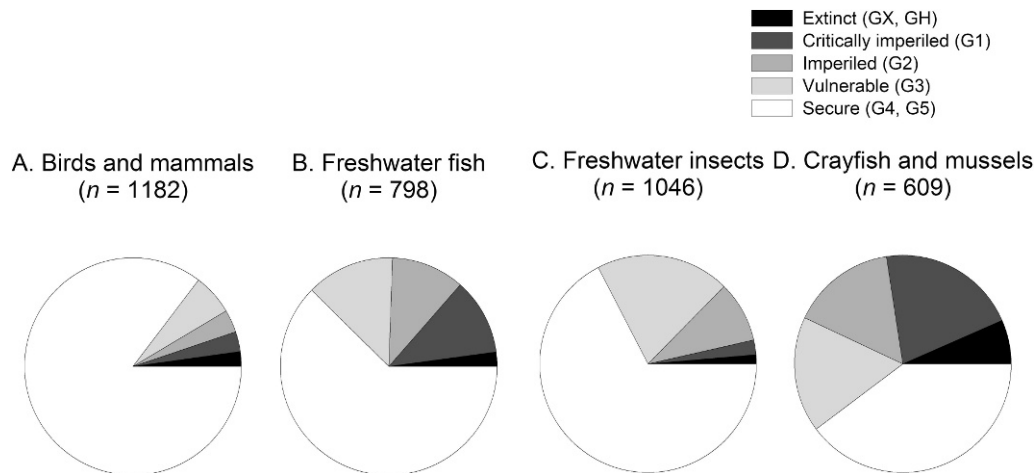 Extinct (GX, GH)
Critically imperiled (G1)
Imperiled (G2)
Vulnerable (G3)
Secure (G4, G5)
A. Birds and mammals
(n = 1182)
B. Freshwater fish
(n = 798)
C. Freshwater insects
(n = 1046)
D. Crayfish and mussels
(n = 609)